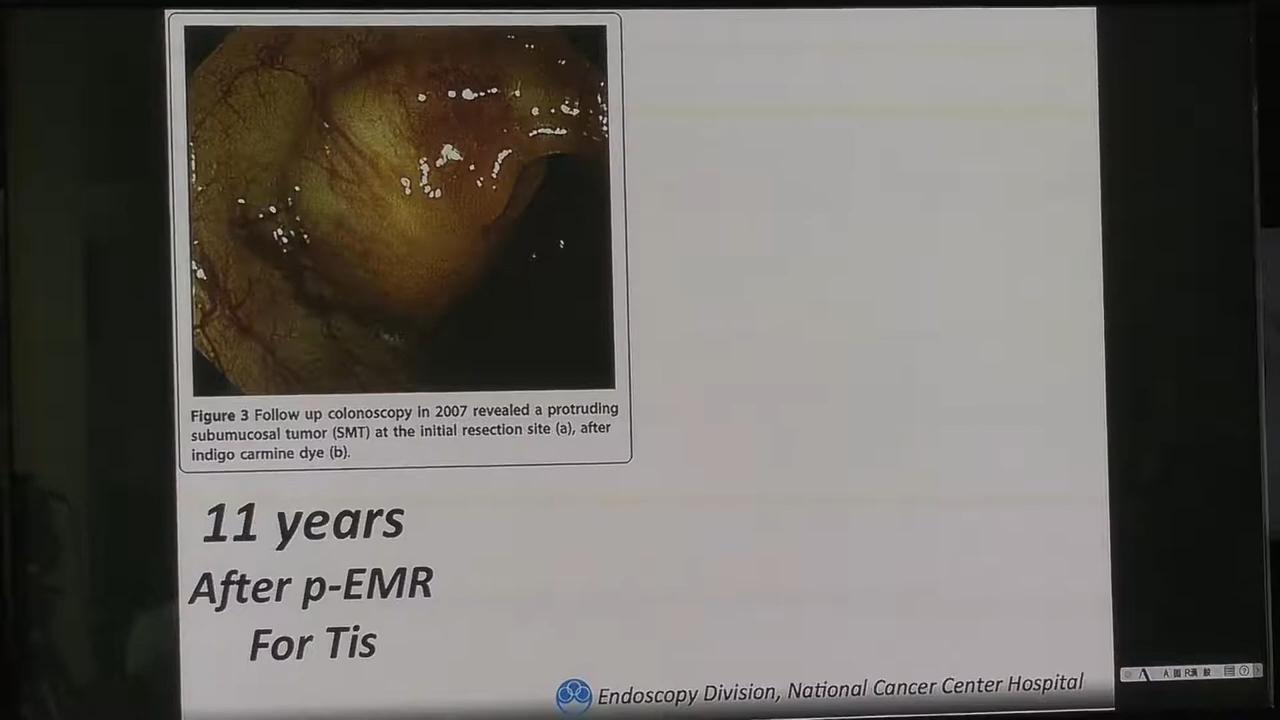 Figure 3 Follow up colonoscopy in 2007 revealed a protruding
subumucosal tumor (SMT) at the initial resection site (a), after
indigo carmine dye (b).
11 years
After p-EMR
For Tis
Endoscopy Division, National Cancer Center Hospital